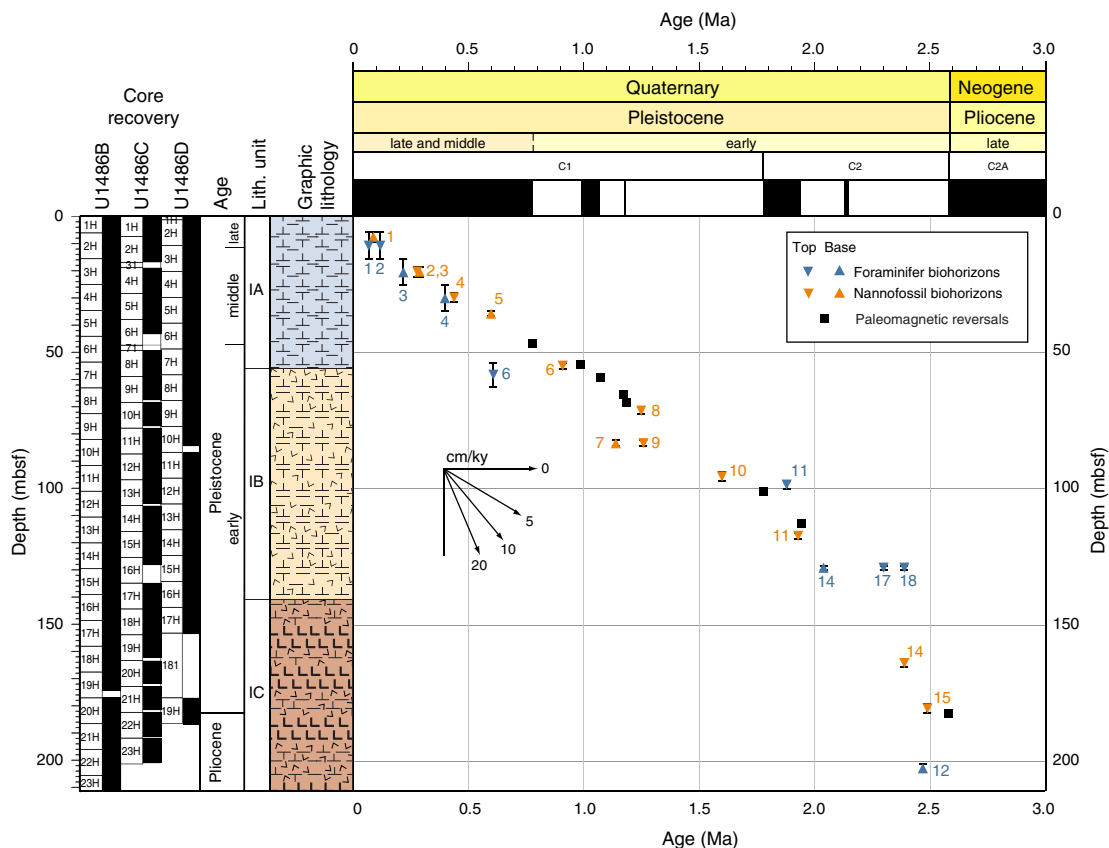 Age (Ma)
0 0.5 1.0 1.5 2.0 2.5 3.0
Quaternary Neogene
Pleistocene Pliocene
late and middle early late
C1 C2 C2A
Core
recovery
U1486B
U1486C
U1486D
Age
Lith. unit
Graphic
lithology
Depth (mbsf)
0
50
100
150
200
1H
2H
3H
4H
5H
6H
7H
8H
9H
10H
11H
12H
13H
14H
15H
16H
17H
18H
19H
20H
21H
22H
23H
1H
2H
31
4H
5H
6H
71
8H
9H
10H
11H
12H
13H
14H
15H
16H
17H
18H
19H
20H
21H
22H
23H
1H
2H
3H
4H
5H
6H
7H
8H
9H
10H
11H
12H
13H
14H
15H
16H
17H
181
19H
late
middle
early
Pleistocene
Pliocene
IA
IB
IC
Top Base
Foraminifer biohorizons
Nannofossil biohorizons
Paleomagnetic reversals
1
1 2
2,3
3
4
4
5
6
6
8
7
9
10
11
11
14
17
18
14
15
12
cm/ky
0
5
10
20
0
50
100
150
200
Depth (mbsf)
0 0.5 1.0 1.5 2.0 2.5 3.0
Age (Ma)